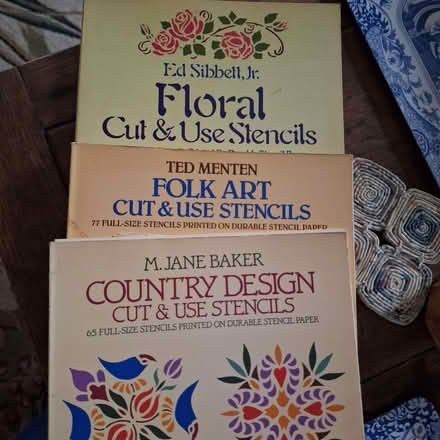 Ed Sibbett, Jr.
Floral
Cut & Use Stencils
TED MENTEN
FOLK ART
CUT & USE STENCILS
77 FULL-SIZE STENCILS PRINTED ON DURABLE STENCIL PAPER
M. JANE BAKER
COUNTRY DESIGN
CUT & USE STENCILS
65 FULL-SIZE STENCILS PRINTED ON DURABLE STENCIL PAPER